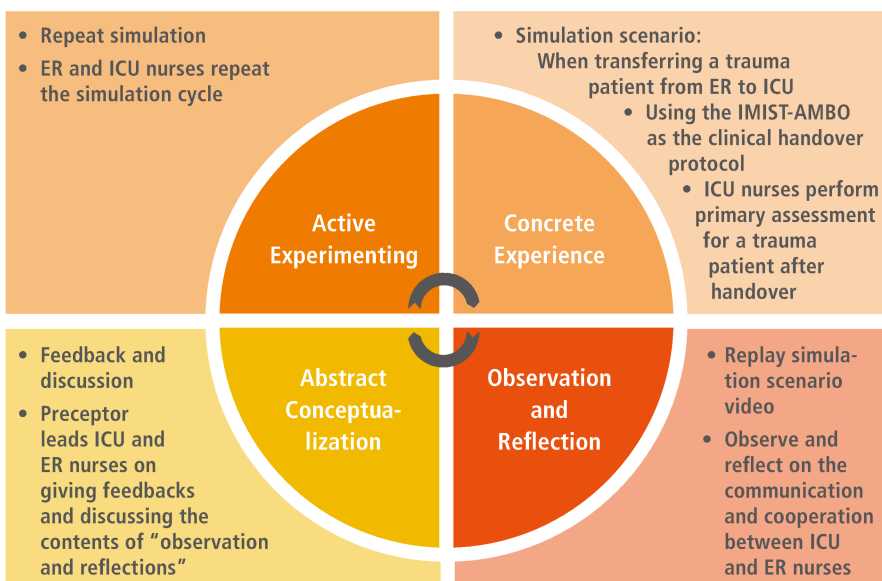 • Repeat simulation
• ER and ICU nurses repeat
the simulation cycle
• Simulation scenario:
When transferring a trauma
patient from ER to ICU
• Using the IMIST-AMBO
as the clinical handover
protocol
• ICU nurses perform
primary assessment
for a trauma
patient after
handover
Active
Experimenting
Concrete
Experience
Abstract
Conceptua-
lization
Observation
and
Reflection
• Feedback and
discussion
• Preceptor
leads ICU and
ER nurses on
giving feedbacks
and discussing the
contents of “observation
and reflections”
• Replay simula-
tion scenario
video
• Observe and
reflect on the
communication
and cooperation
between ICU
and ER nurses